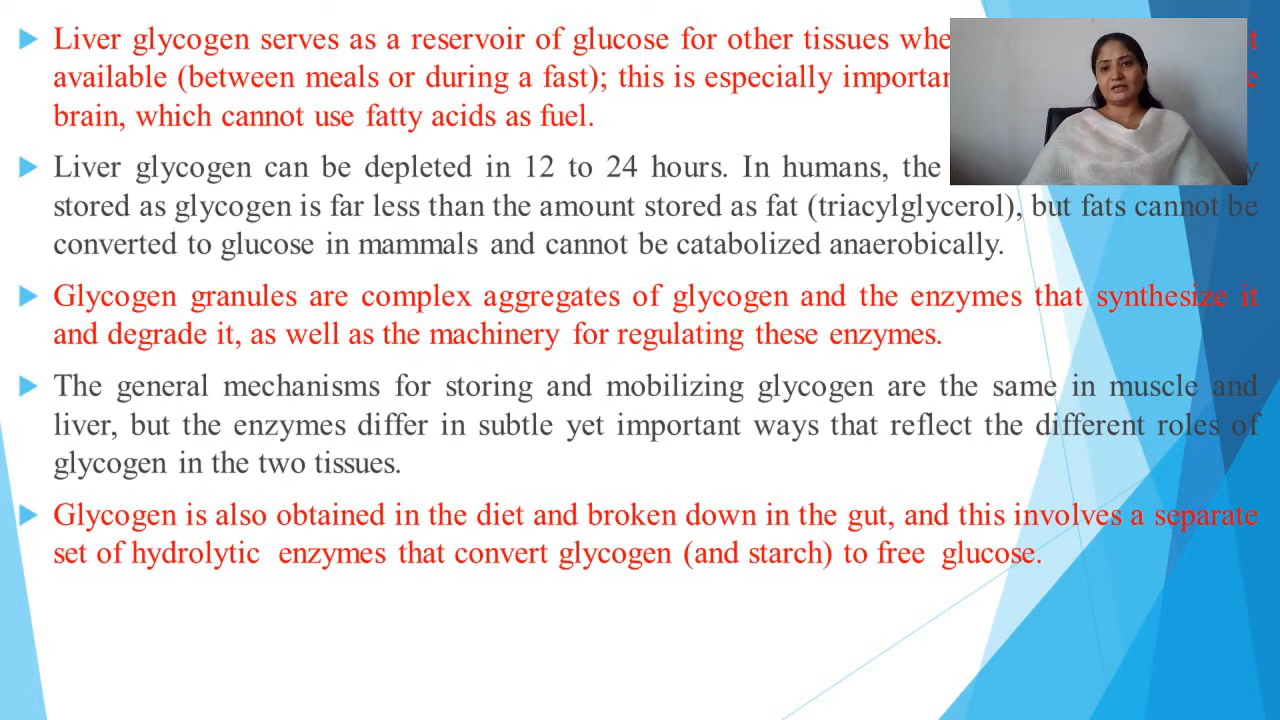 Liver glycogen serves as a reservoir of glucose for other tissues
available (between meals or during a fast); this is especially
brain, which cannot use fatty acids as fuel.
Liver glycogen can be depleted in 12 to 24 hours. In humans, the
stored as glycogen is far less than the amount stored as fat (triacylglycerol), but fats cannot be
converted to glucose in mammals and cannot be catabolized anaerobically.
Glycogen granules are complex aggregates of glycogen and the enzymes that synthesize it
and degrade it, as well as the machinery for regulating these enzymes.
The general mechanisms for storing and mobilizing glycogen are the same in muscle and
liver, but the enzymes differ in subtle yet important ways that reflect the different roles of
glycogen in the two tissues.
Glycogen is also obtained in the diet and broken down in the gut, and this involves a separate
set of hydrolytic enzymes that convert glycogen (and starch) to free glucose.